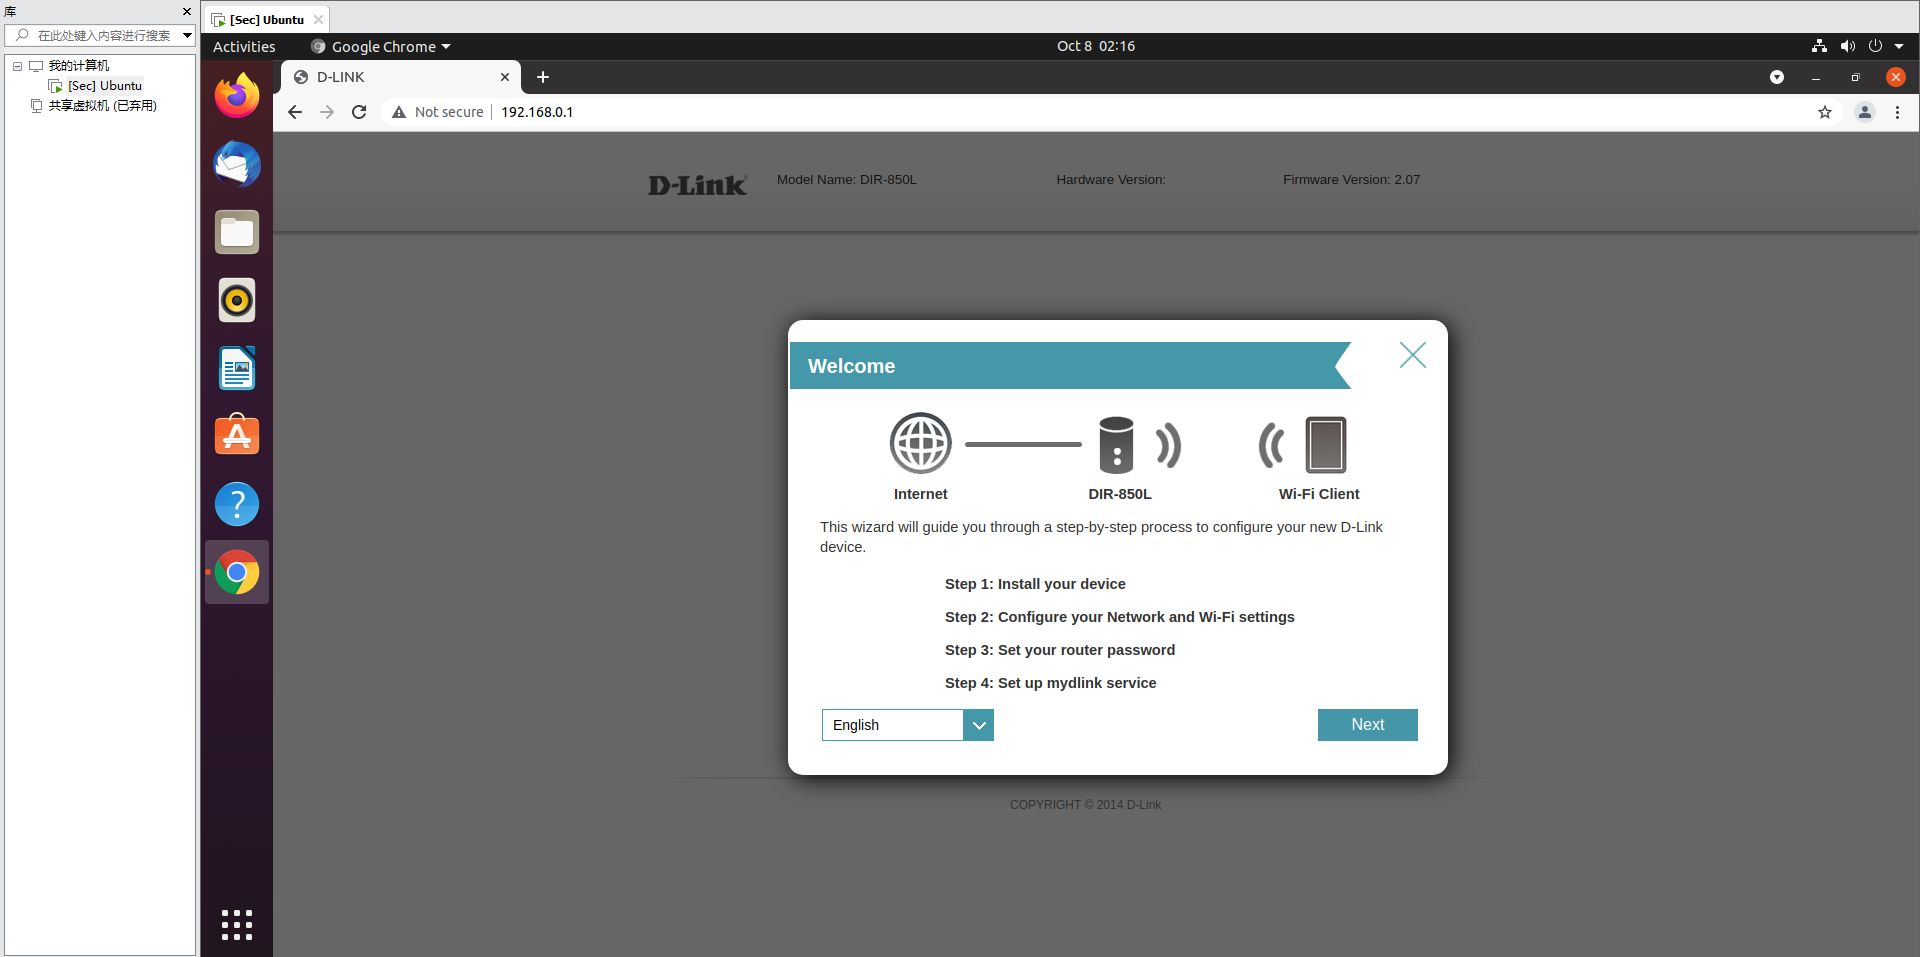 库
在此处键入内容进行搜索
我的计算机
[Sec] Ubuntu
共享虚拟机 (已弃用)
[Sec] Ubuntu
Activities
Google Chrome
Oct 8 02:16
D-LINK
Not secure
192.168.0.1
D-Link
Model Name: DIR-850L
Hardware Version:
Firmware Version: 2.07
Welcome
Internet
DIR-850L
Wi-Fi Client
This wizard will guide you through a step-by-step process to configure your new D-Link
device.
Step 1: Install your device
Step 2: Configure your Network and Wi-Fi settings
Step 3: Set your router password
Step 4: Set up mydlink service
English
Next
COPYRIGHT © 2014 D-Link